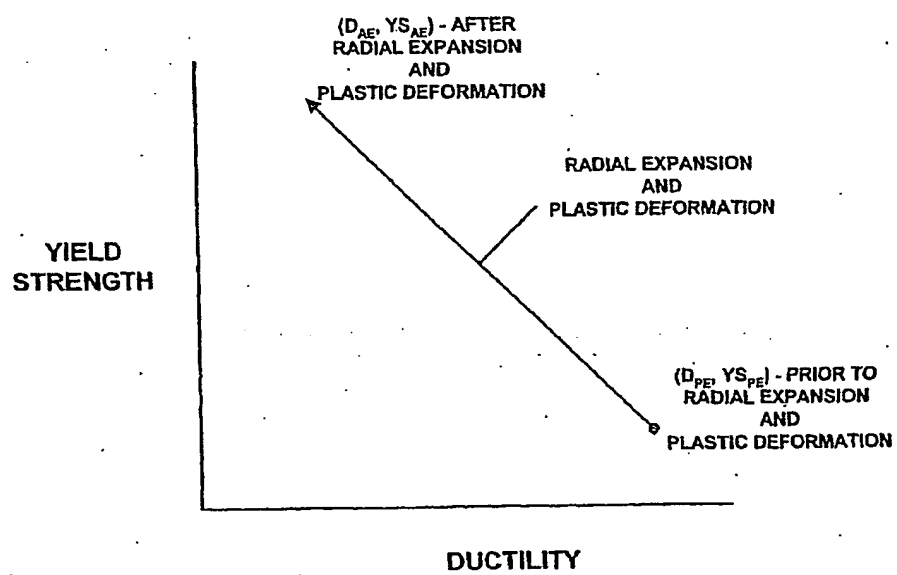 (D_AE, YS_AE) - AFTER
RADIAL EXPANSION
AND
PLASTIC DEFORMATION
RADIAL EXPANSION
AND
PLASTIC DEFORMATION
YIELD
STRENGTH
(D_PE, YS_PE) - PRIOR TO
RADIAL EXPANSION
AND
PLASTIC DEFORMATION
DUCTILITY